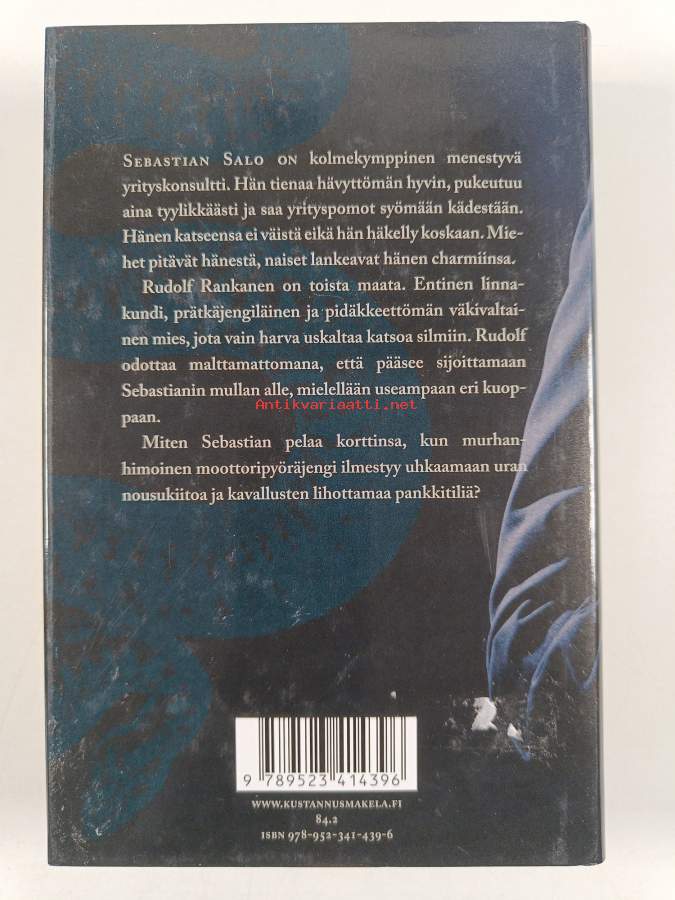 SEBASTIAN SALO ON kolmekymppinen menestyvä
yrityskonsultti. Hän tienaa hävyttömän hyvin, pukeutuu
aina tyylikkäästi ja saa yrityspomot syömään kädestään.
Hänen katseensa ei väistä eikä hän häkelly koskaan. Mie-
het pitävät hänestä, naiset lankeavat hänen charmiinsa.
Rudolf Rankanen on toista maata. Entinen linna-
kundi, prätkäjengiläinen ja pidäkkeettömän väkivaltai-
nen mies, jota vain harva uskaltaa katsoa silmiin. Rudolf
odottaa malttamattomana, että pääsee sijoittamaan
Sebastianin mullan alle, mielellään useampaan eri kuop-
Antikvariaatti.net
paan.
Miten Sebastian pelaa korttinsa, kun murhan-
himoinen moottoripyöräjengi ilmestyy uhkaamaan uran
nousukiitoa ja kavallusten lihottamaa pankkitiliä?
9 789523 414396
WWW.KUSTANNUSMAKELA.FI
84.2
ISBN 978-952-341-439-6